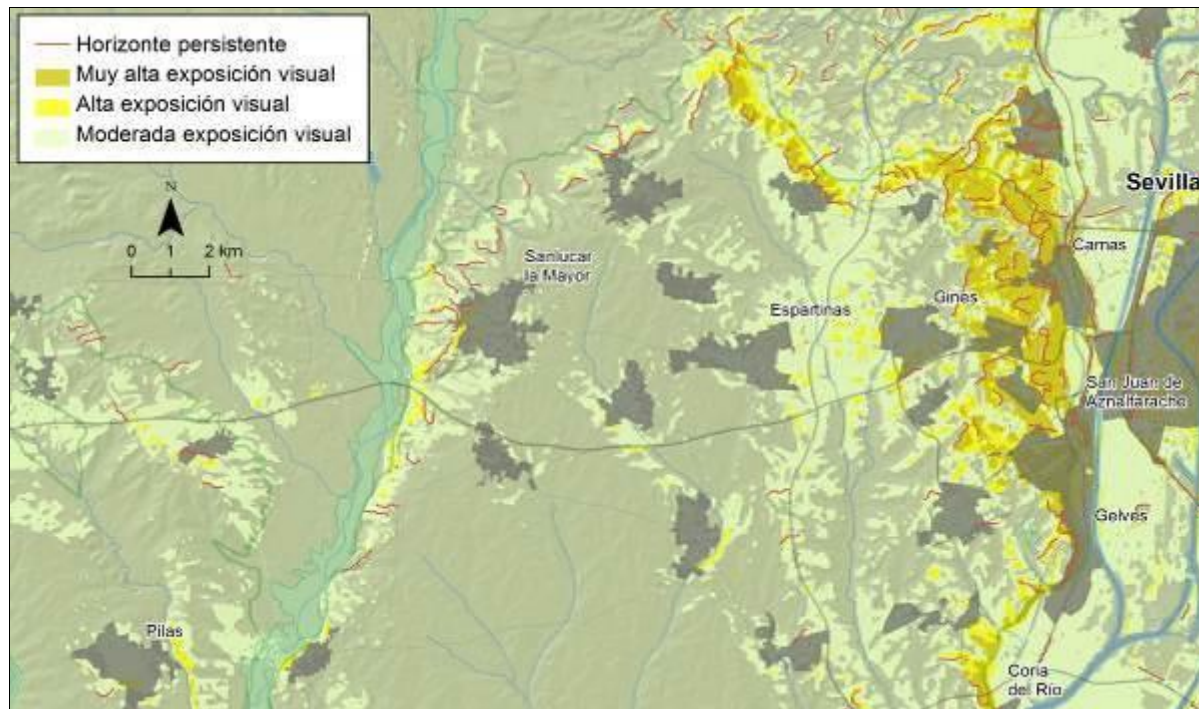 Horizonte persistente
Muy alta exposición visual
Alta exposición visual
Moderada exposición visual
N
0 1 2 km
Sevilla
Camas
Sanlucar
la Mayor
Espartinas
Gines
San Juan de
Aznalfarache
Gelves
Pilas
Coria
del Río